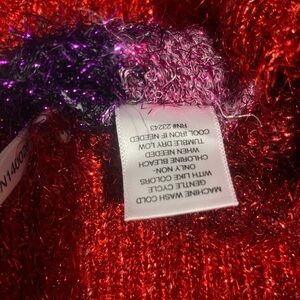 MACHINE WASH COLD
GENTLE CYCLE
WITH LIKE COLORS
ONLY NON-
CHLORINE BLEACH
WHEN NEEDED
TUMBLE DRY LOW
COOL IRON IF NEEDED
RN# 23243